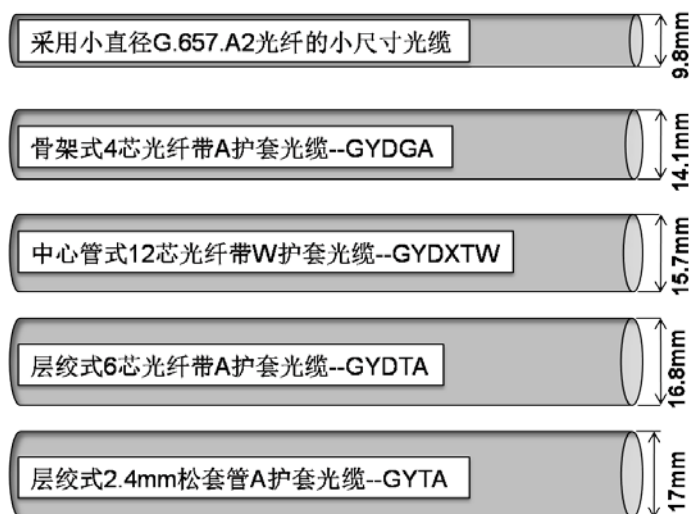 采用小直径G.657.A2光纤的小尺寸光缆
9.8mm
骨架式4芯光纤带A护套光缆--GYDGA
14.1mm
中心管式12芯光纤带W护套光缆--GYDXTW
15.7mm
层绞式6芯光纤带A护套光缆--GYDTA
16.8mm
层绞式2.4mm松套管A护套光缆--GYTA
17mm